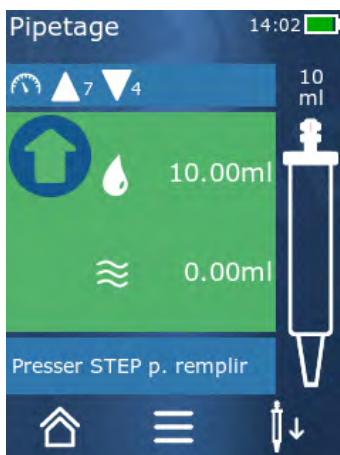 Pipetage 14:02
7 4
10
ml
10.00ml
0.00ml
Presser STEP p. remplir